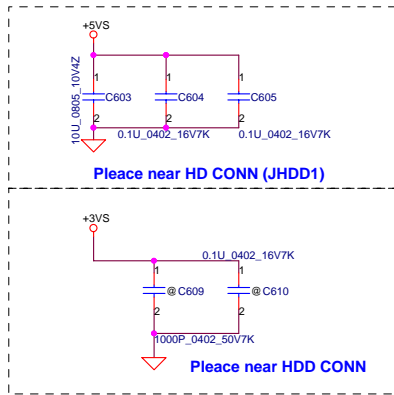 +5VS
10U_0805_10V4Z
1 1 1
C603 C604 C605
2 2 2
0.1U_0402_16V7K 0.1U_0402_16V7K
Pleace near HD CONN (JHDD1)
+3VS
0.1U_0402_16V7K
1 1
@C609 @C610
2 2
1000P_0402_50V7K
Pleace near HDD CONN